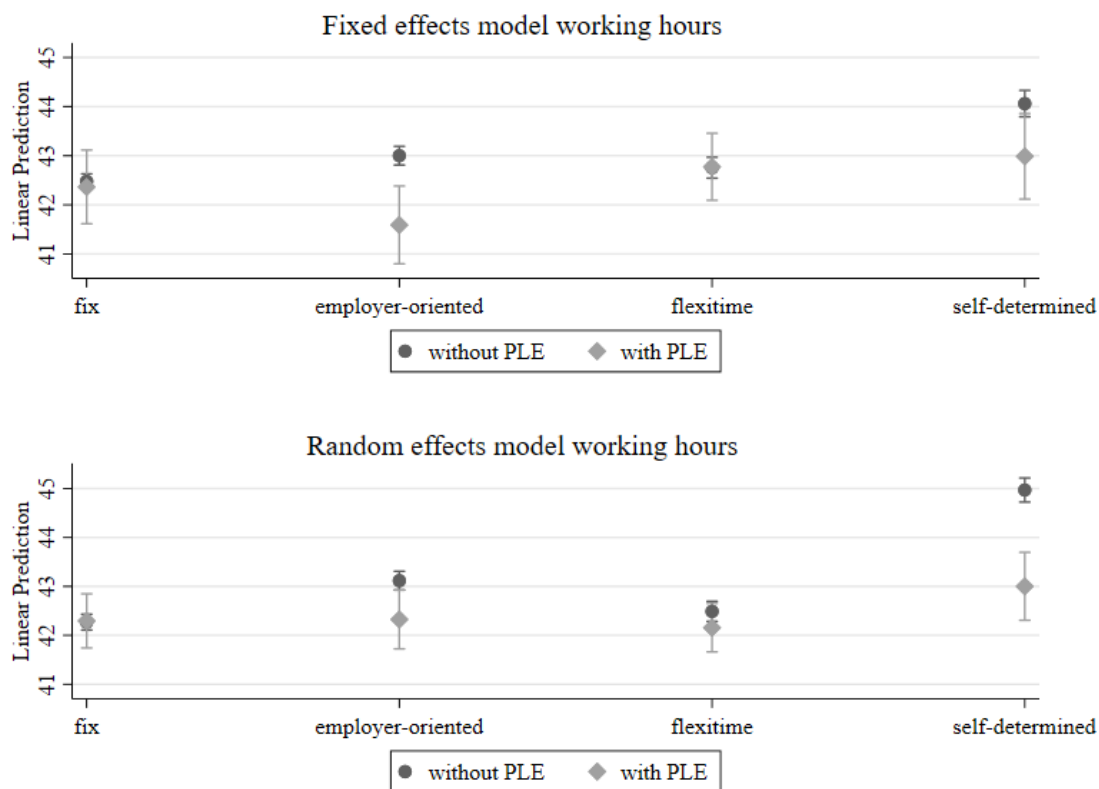 Fixed effects model working hours
Linear Prediction
45
44
43
42
41
fix employer-oriented flexitime self-determined
without PLE with PLE
Random effects model working hours
Linear Prediction
45
44
43
42
41
fix employer-oriented flexitime self-determined
without PLE with PLE